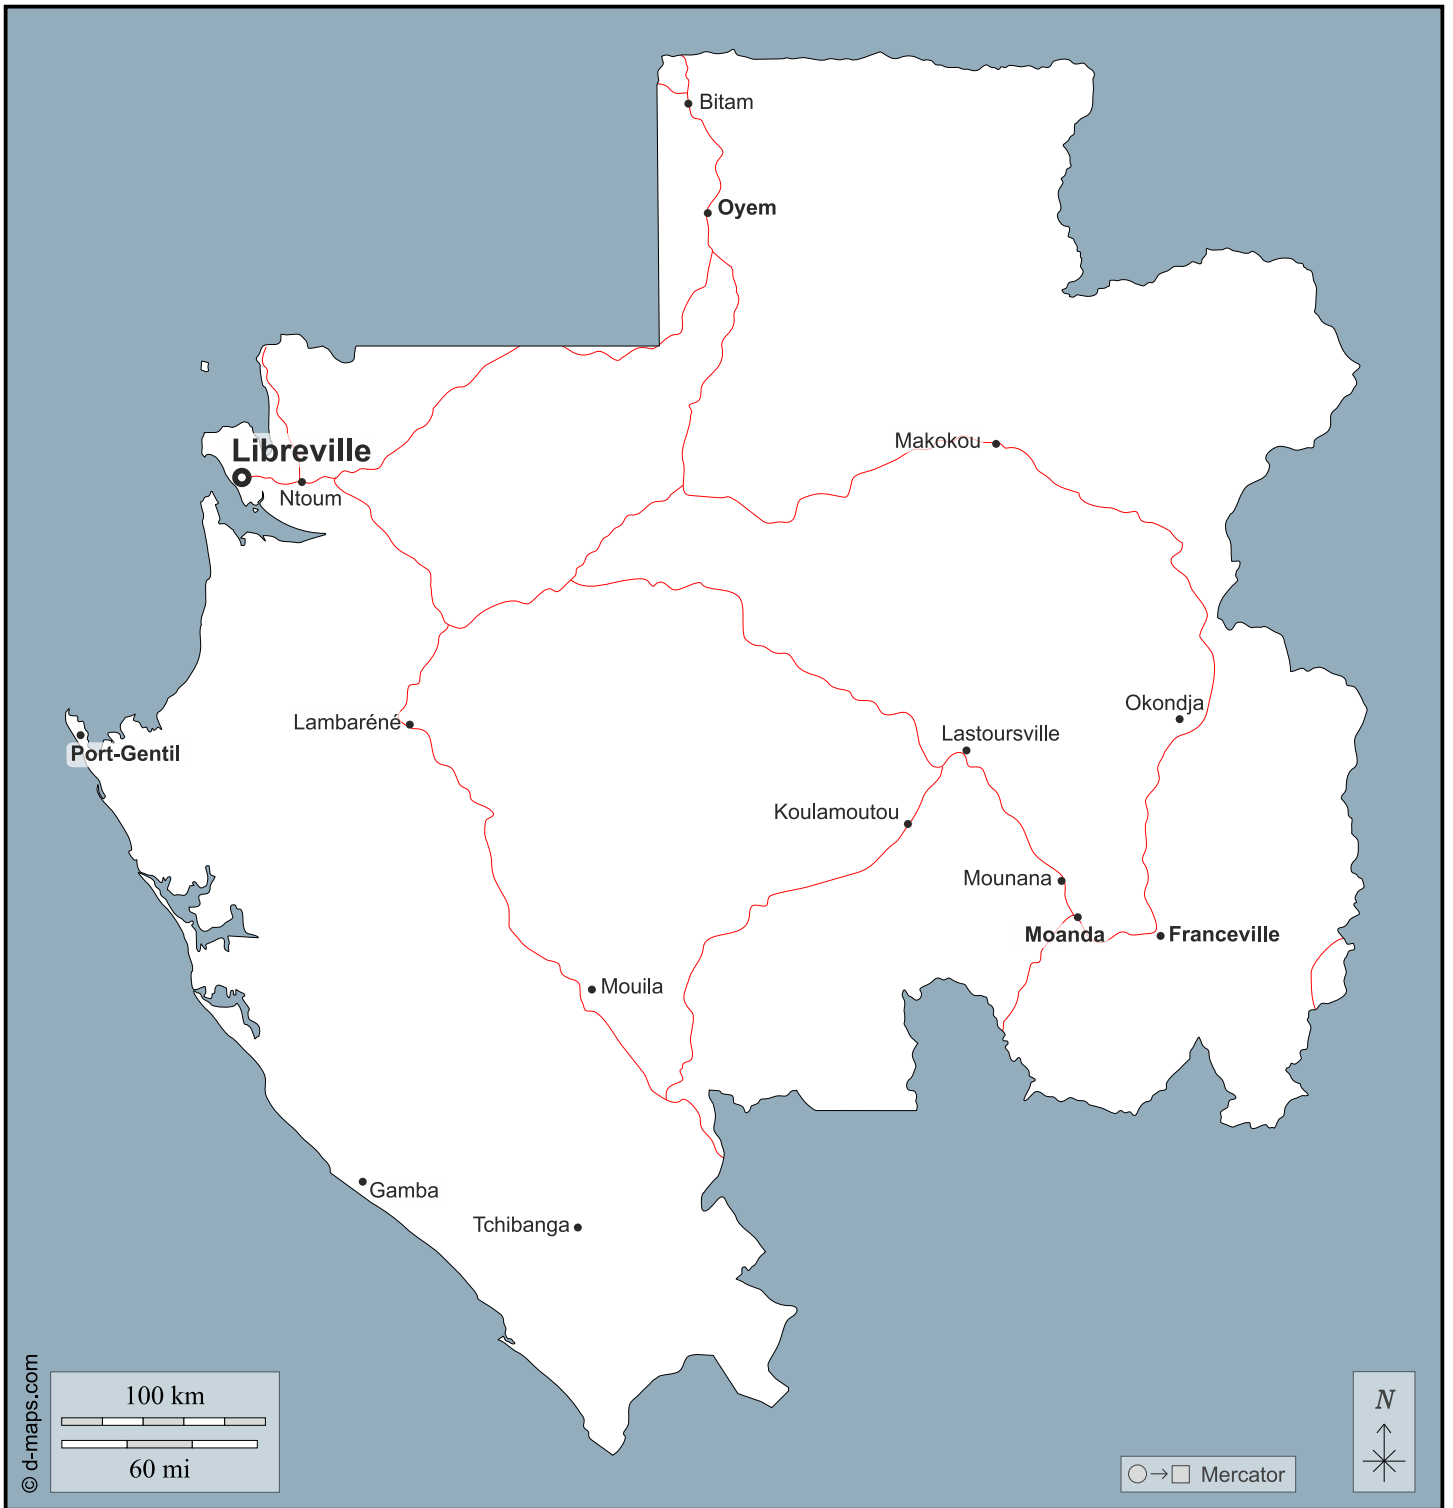 Bitam
Oyem
Makokou
Libreville
Ntoum
Okondja
Lambaréné
Lastoursville
Port-Gentil
Koulamoutou
Mounana
Moanda
Franceville
Mouila
Gamba
Tchibanga
© d-maps.com
100 km
60 mi
N
Mercator